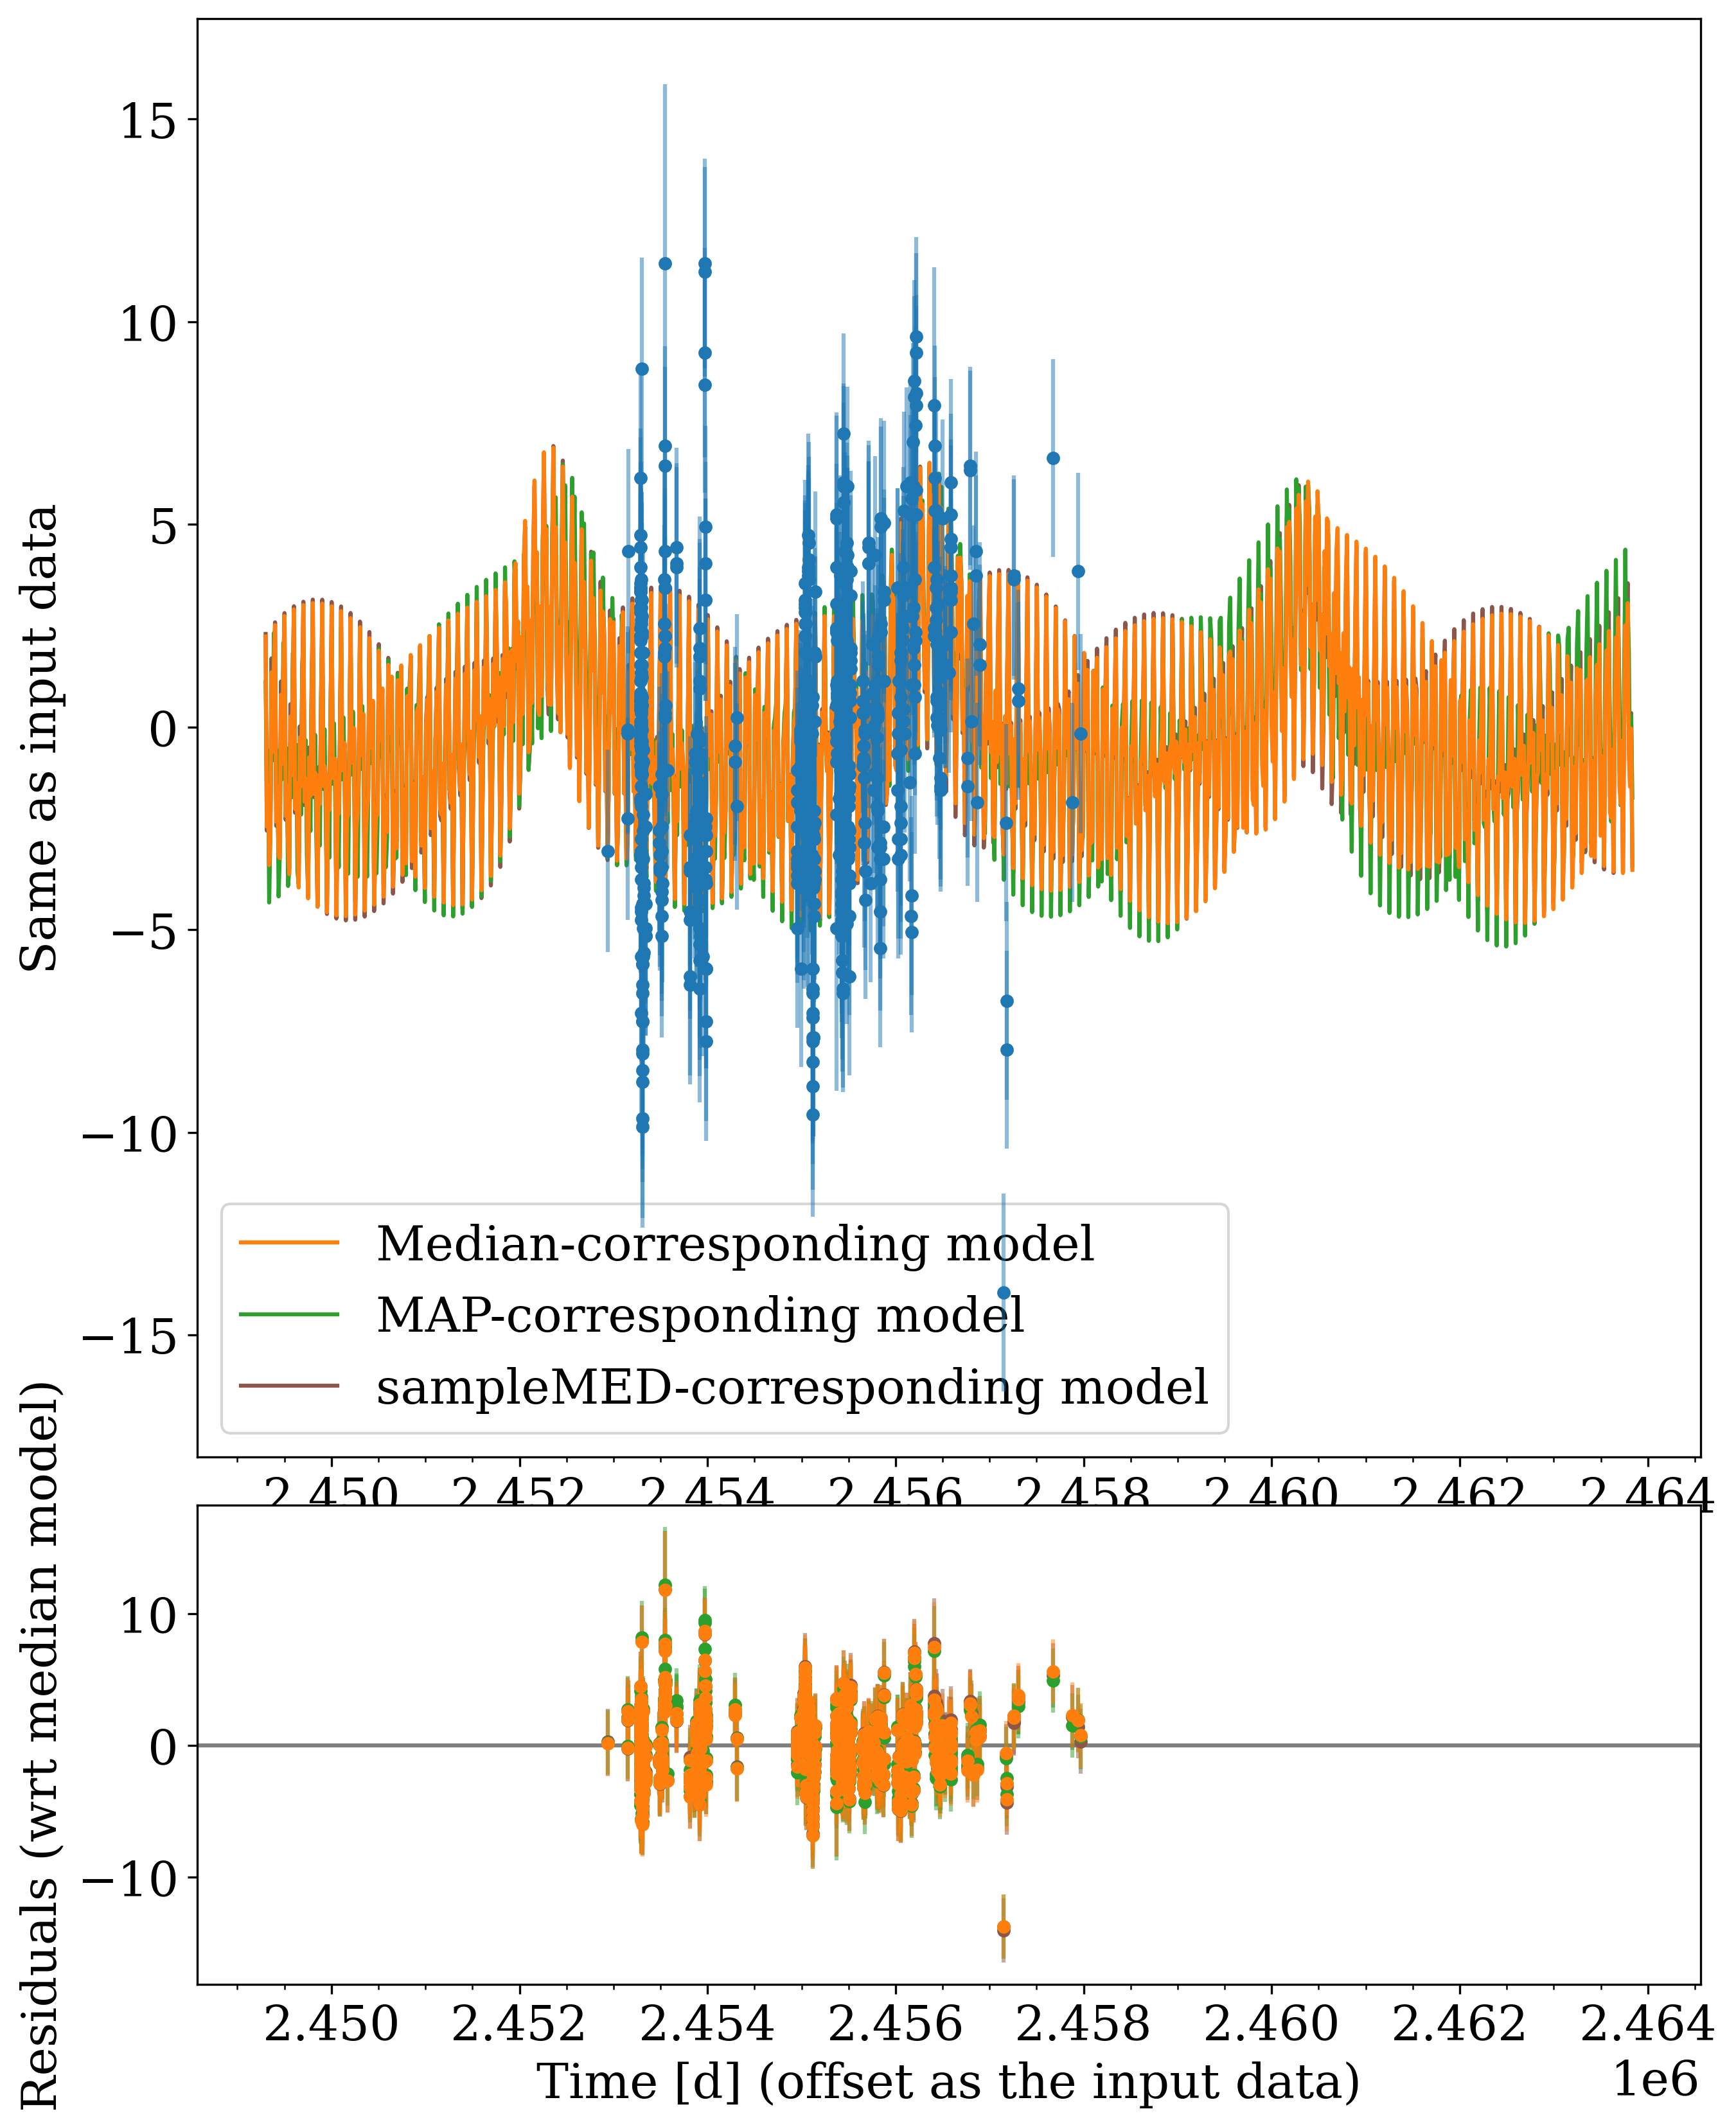 Same as input data
15
10
5
0
−5
−10
−15
Median-corresponding model
MAP-corresponding model
sampleMED-corresponding model
2.450 2.452 2.454 2.456 2.458 2.460 2.462 2.464
Residuals (wrt median model)
10
0
−10
2.450 2.452 2.454 2.456 2.458 2.460 2.462 2.464
1e6
Time [d] (offset as the input data)